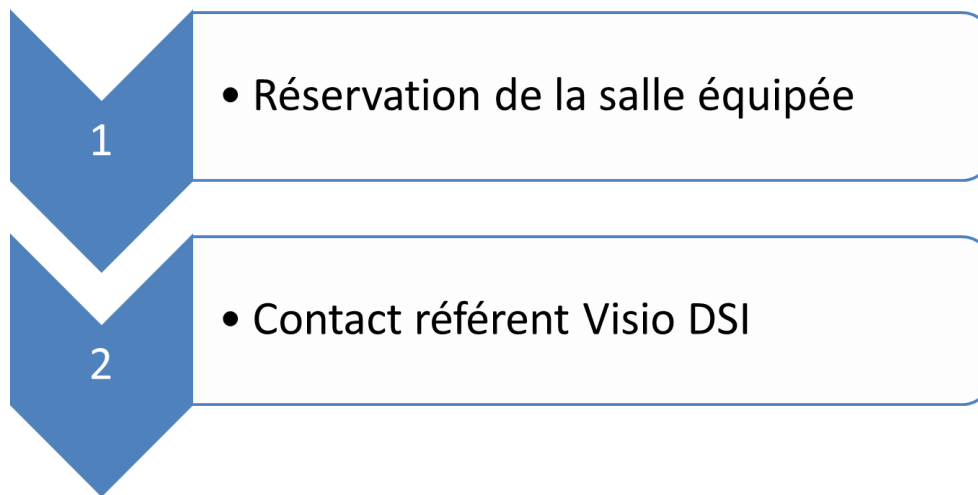 1
• Réservation de la salle équipée
2
• Contact référent Visio DSI